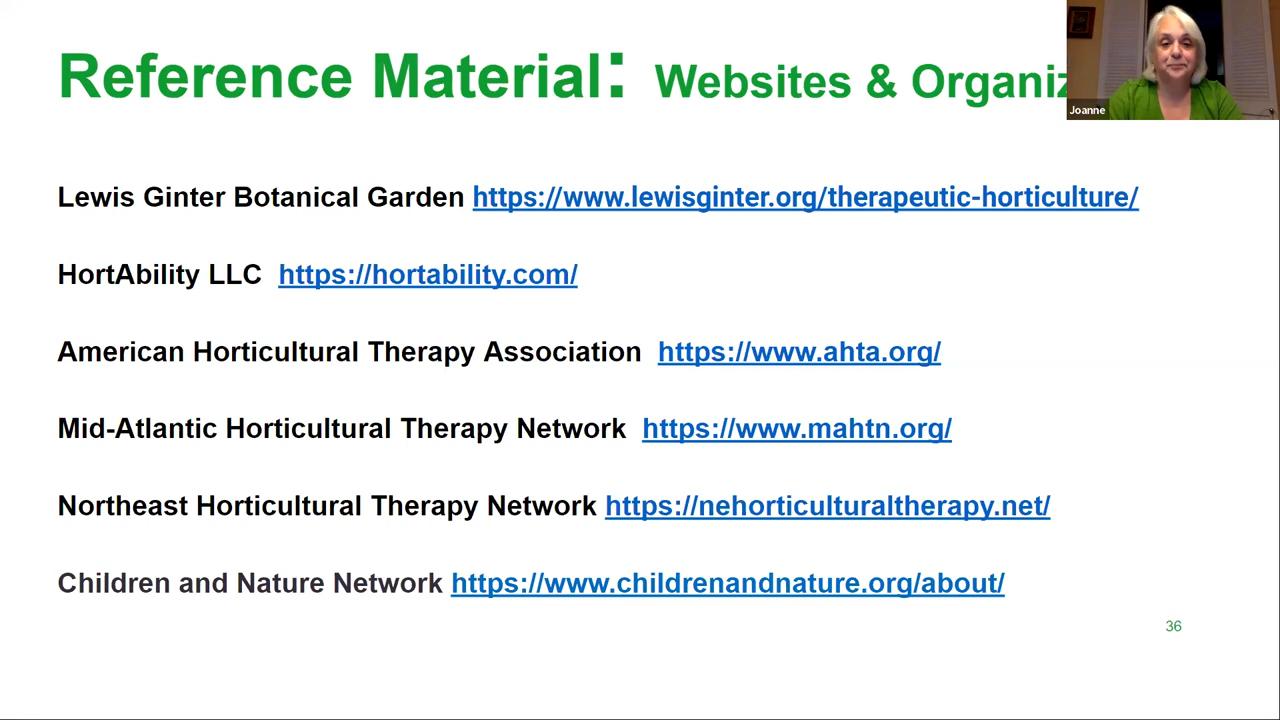 Reference Material: Websites & Organiz
Joanne
Lewis Ginter Botanical Garden https://www.lewisginter.org/therapeutic-horticulture/
HortAbility LLC https://hortability.com/
American Horticultural Therapy Association https://www.ahta.org/
Mid-Atlantic Horticultural Therapy Network https://www.mahtn.org/
Northeast Horticultural Therapy Network https://nehorticulturaltherapy.net/
Children and Nature Network https://www.childrenandnature.org/about/
36